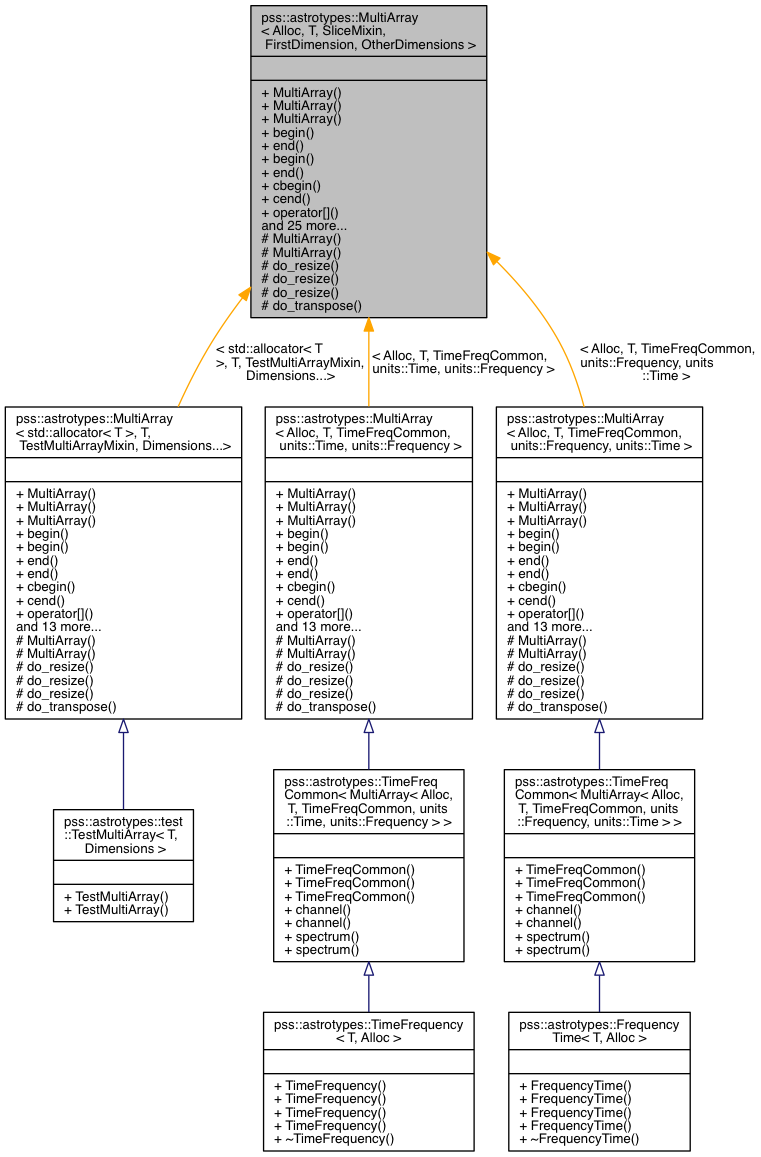 pss::astrotypes::MultiArray
< Alloc, T, SliceMixin,
FirstDimension, OtherDimensions >
+ MultiArray()
+ MultiArray()
+ MultiArray()
+ begin()
+ end()
+ begin()
+ end()
+ cbegin()
+ cend()
+ operator[]()
and 25 more...
# MultiArray()
# MultiArray()
# do_resize()
# do_resize()
# do_resize()
# do_transpose()
< std::allocator< T
>, T, TestMultiArrayMixin,
Dimensions...>
< Alloc, T, TimeFreqCommon,
units::Time, units::Frequency >
< Alloc, T, TimeFreqCommon,
units::Frequency, units
::Time >
pss::astrotypes::MultiArray
< std::allocator< T >, T,
TestMultiArrayMixin, Dimensions...>
+ MultiArray()
+ MultiArray()
+ MultiArray()
+ begin()
+ begin()
+ end()
+ end()
+ cbegin()
+ cend()
+ operator[]()
and 13 more...
# MultiArray()
# MultiArray()
# do_resize()
# do_resize()
# do_resize()
# do_transpose()
pss::astrotypes::MultiArray
< Alloc, T, TimeFreqCommon,
units::Time, units::Frequency >
+ MultiArray()
+ MultiArray()
+ MultiArray()
+ begin()
+ begin()
+ end()
+ end()
+ cbegin()
+ cend()
+ operator[]()
and 13 more...
# MultiArray()
# MultiArray()
# do_resize()
# do_resize()
# do_resize()
# do_transpose()
pss::astrotypes::MultiArray
< Alloc, T, TimeFreqCommon,
units::Frequency, units::Time >
+ MultiArray()
+ MultiArray()
+ MultiArray()
+ begin()
+ begin()
+ end()
+ end()
+ cbegin()
+ cend()
+ operator[]()
and 13 more...
# MultiArray()
# MultiArray()
# do_resize()
# do_resize()
# do_resize()
# do_transpose()
pss::astrotypes::test
::TestMultiArray< T,
Dimensions >
+ TestMultiArray()
+ TestMultiArray()
pss::astrotypes::TimeFreq
Common< MultiArray< Alloc,
T, TimeFreqCommon, units
::Time, units::Frequency > >
+ TimeFreqCommon()
+ TimeFreqCommon()
+ TimeFreqCommon()
+ channel()
+ channel()
+ spectrum()
+ spectrum()
pss::astrotypes::TimeFreq
Common< MultiArray< Alloc,
T, TimeFreqCommon, units
::Frequency, units::Time > >
+ TimeFreqCommon()
+ TimeFreqCommon()
+ TimeFreqCommon()
+ channel()
+ channel()
+ spectrum()
+ spectrum()
pss::astrotypes::TimeFrequency
< T, Alloc >
+ TimeFrequency()
+ TimeFrequency()
+ TimeFrequency()
+ TimeFrequency()
+ ~TimeFrequency()
pss::astrotypes::Frequency
Time< T, Alloc >
+ FrequencyTime()
+ FrequencyTime()
+ FrequencyTime()
+ FrequencyTime()
+ ~FrequencyTime()